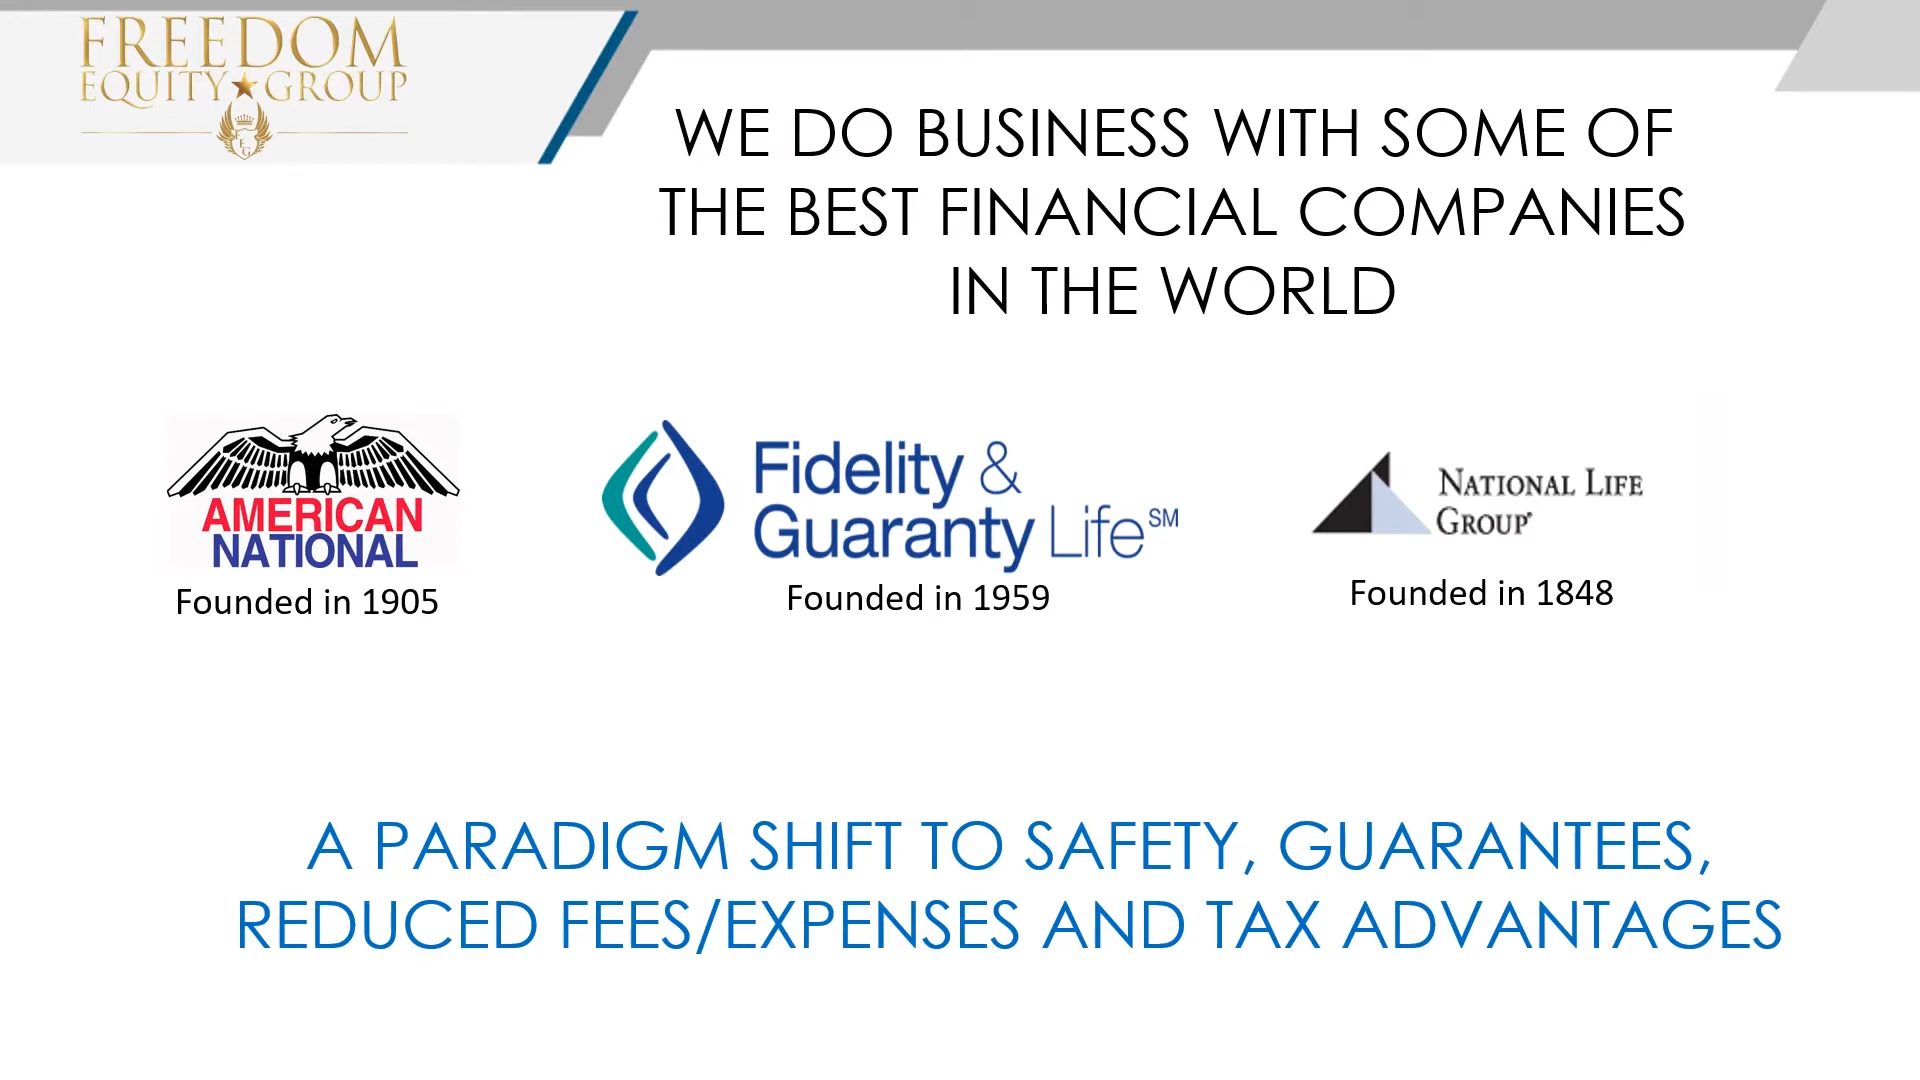 FREEDOM
EQUITY★GROUP
F
G
WE DO BUSINESS WITH SOME OF
THE BEST FINANCIAL COMPANIES
IN THE WORLD
AMERICAN
NATIONAL
Founded in 1905
Fidelity &
Guaranty Life℠
Founded in 1959
NATIONAL LIFE
GROUP®
Founded in 1848
A PARADIGM SHIFT TO SAFETY, GUARANTEES,
REDUCED FEES/EXPENSES AND TAX ADVANTAGES